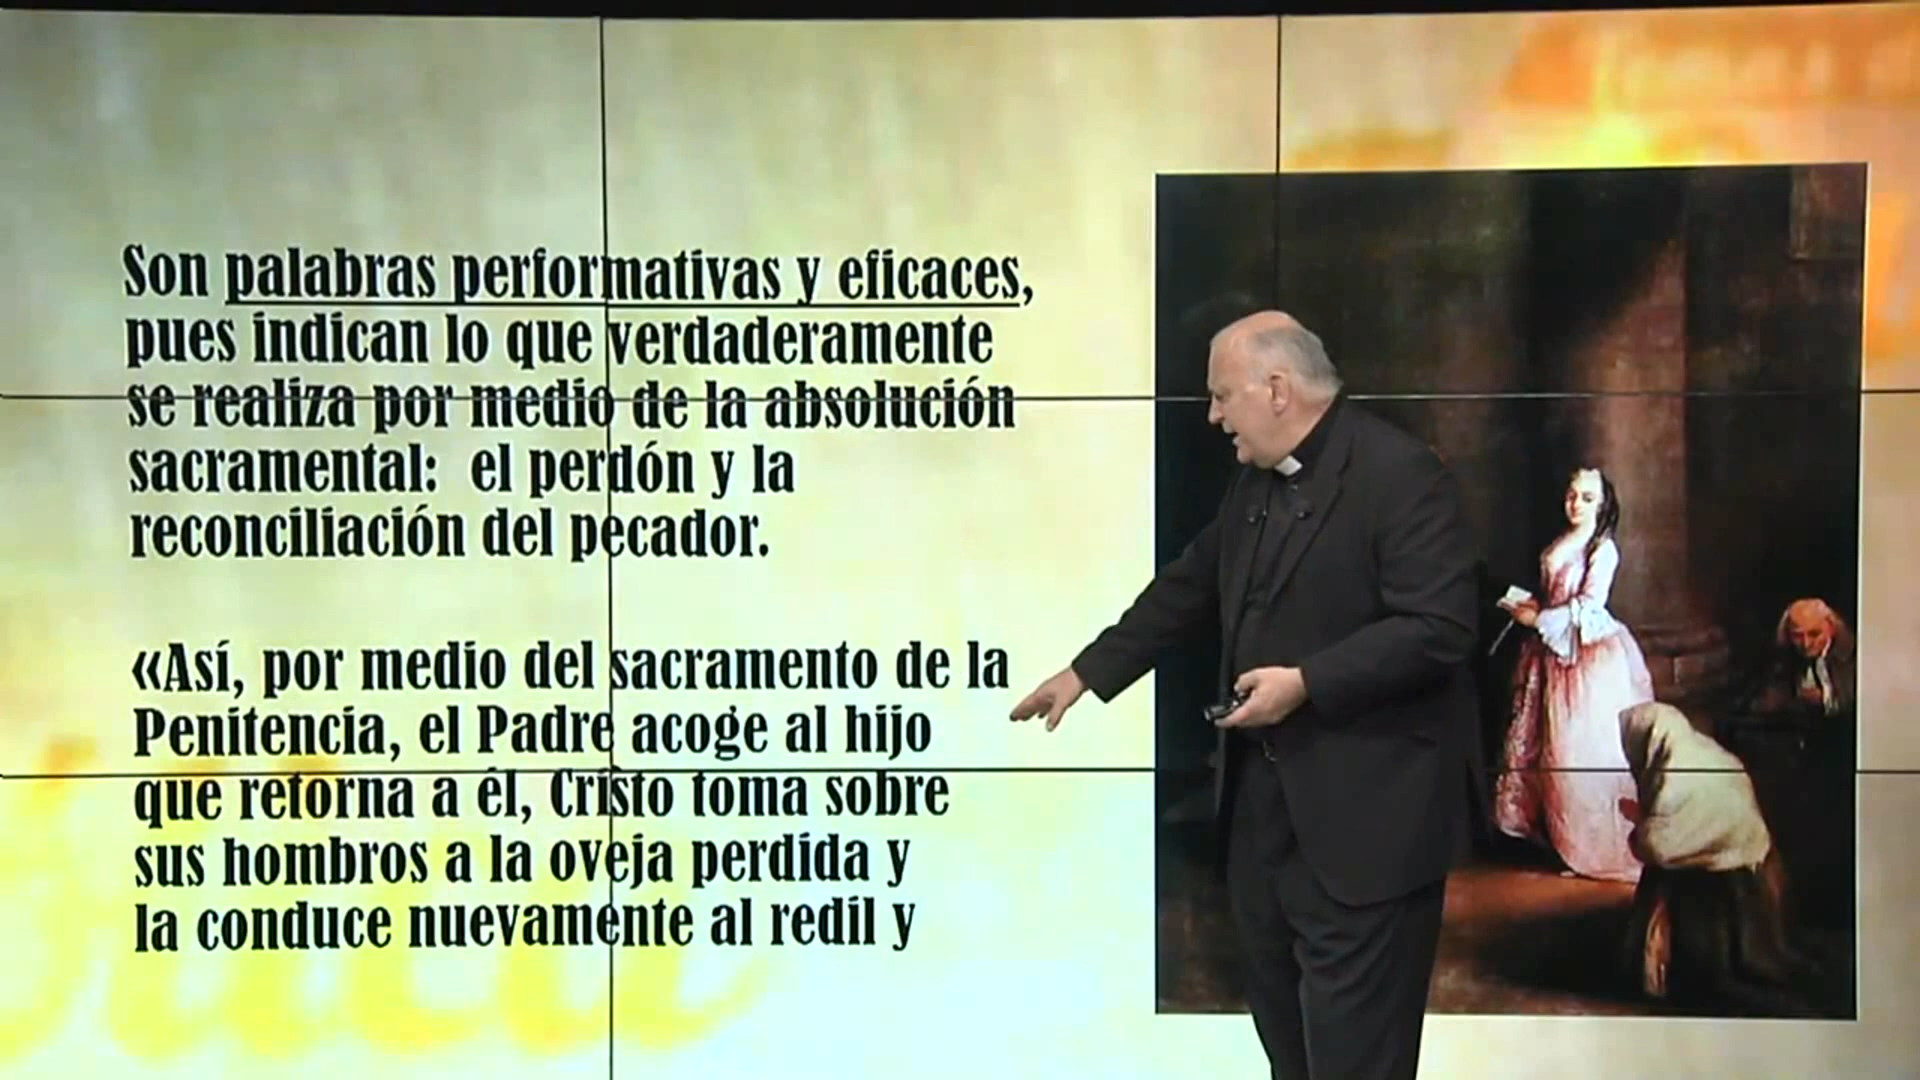 Son palabras performativas y eficaces,
pues indican lo que verdaderamente
se realiza por medio de la absolución
sacramental: el perdón y la
reconciliación del pecador.
«Así, por medio del sacramento de la
Penitencia, el Padre acoge al hijo
que retorna a él, Cristo toma sobre
sus hombros a la oveja perdida y
la conduce nuevamente al redil y